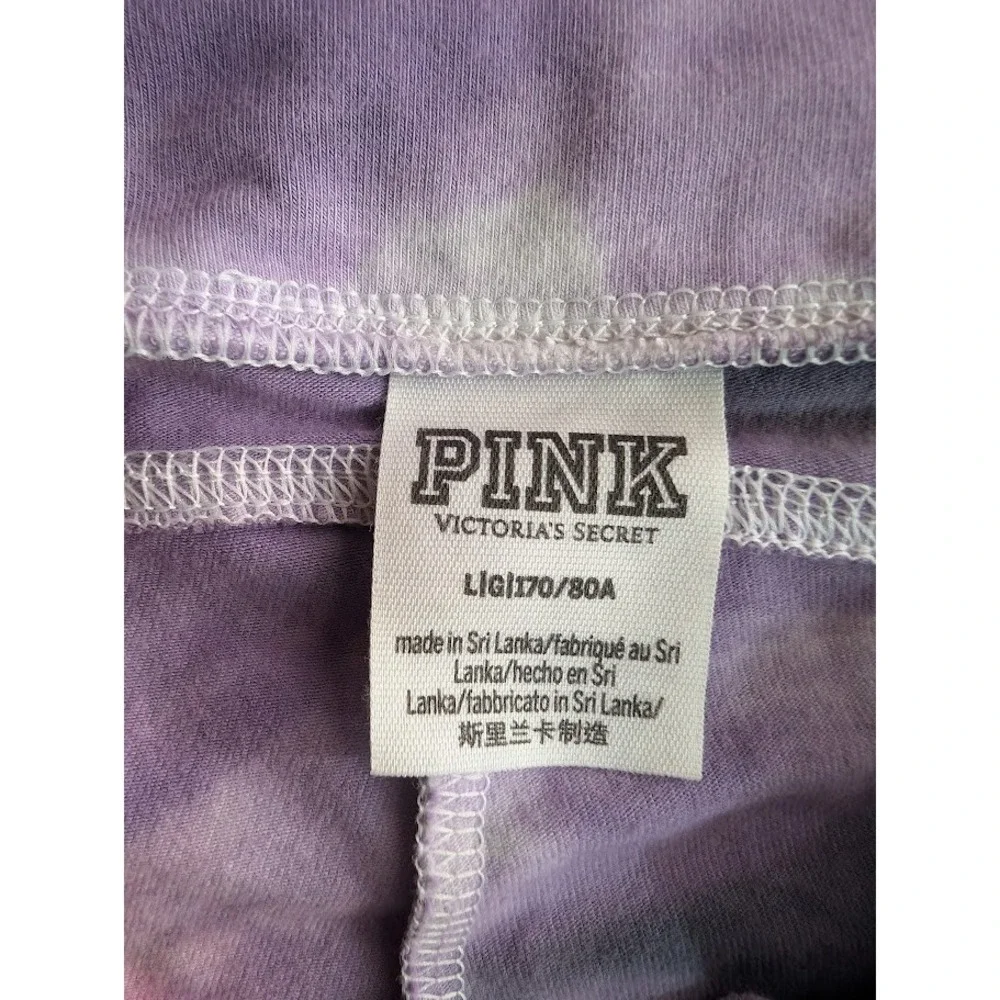 PINK
VICTORIA'S SECRET
L|G|170/80A
made in Sri Lanka/fabriqué au Sri
Lanka/hecho en Sri
Lanka/fabbricato in Sri Lanka/
斯里兰卡制造